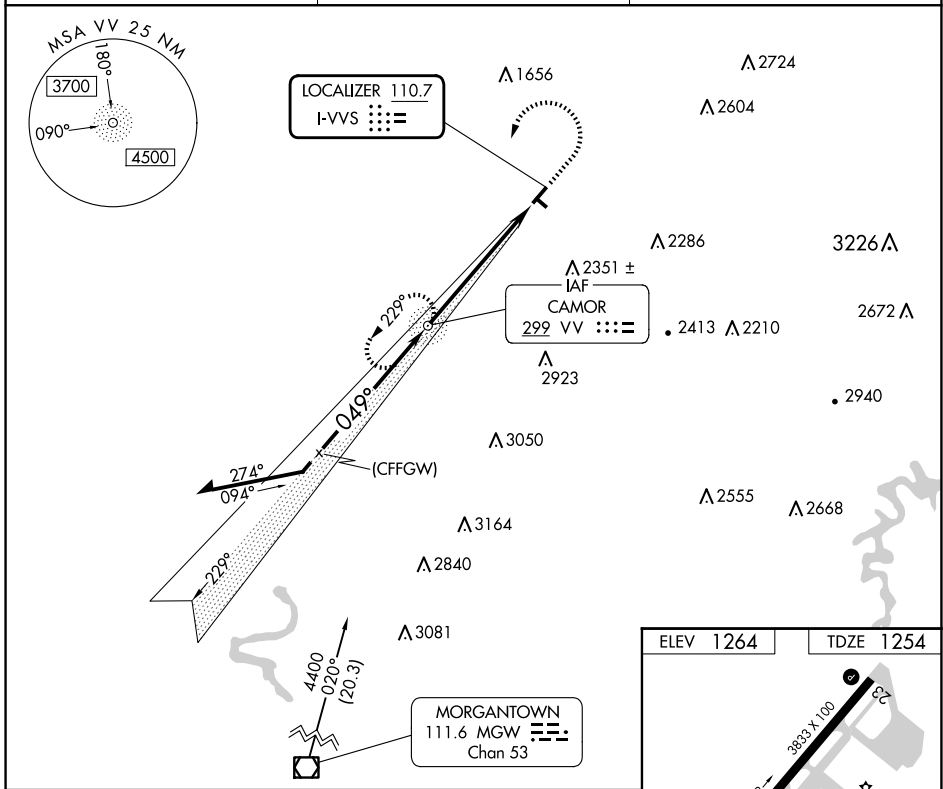 MSA VV 25 NM
180°
3700
090°
4500
LOCALIZER 110.7
I-VVS
1656
2724
2604
2286
3226
2351 ±
IAF
CAMOR
299 VV
2413
2210
2672
2923
2940
229°
049°
3050
(CFFGW)
274°
094°
2555
2668
3164
229°
2840
3081
4400
020°
(20.3)
MORGANTOWN
111.6 MGW
Chan 53
ELEV 1264
TDZE 1254
23
3833 X 100